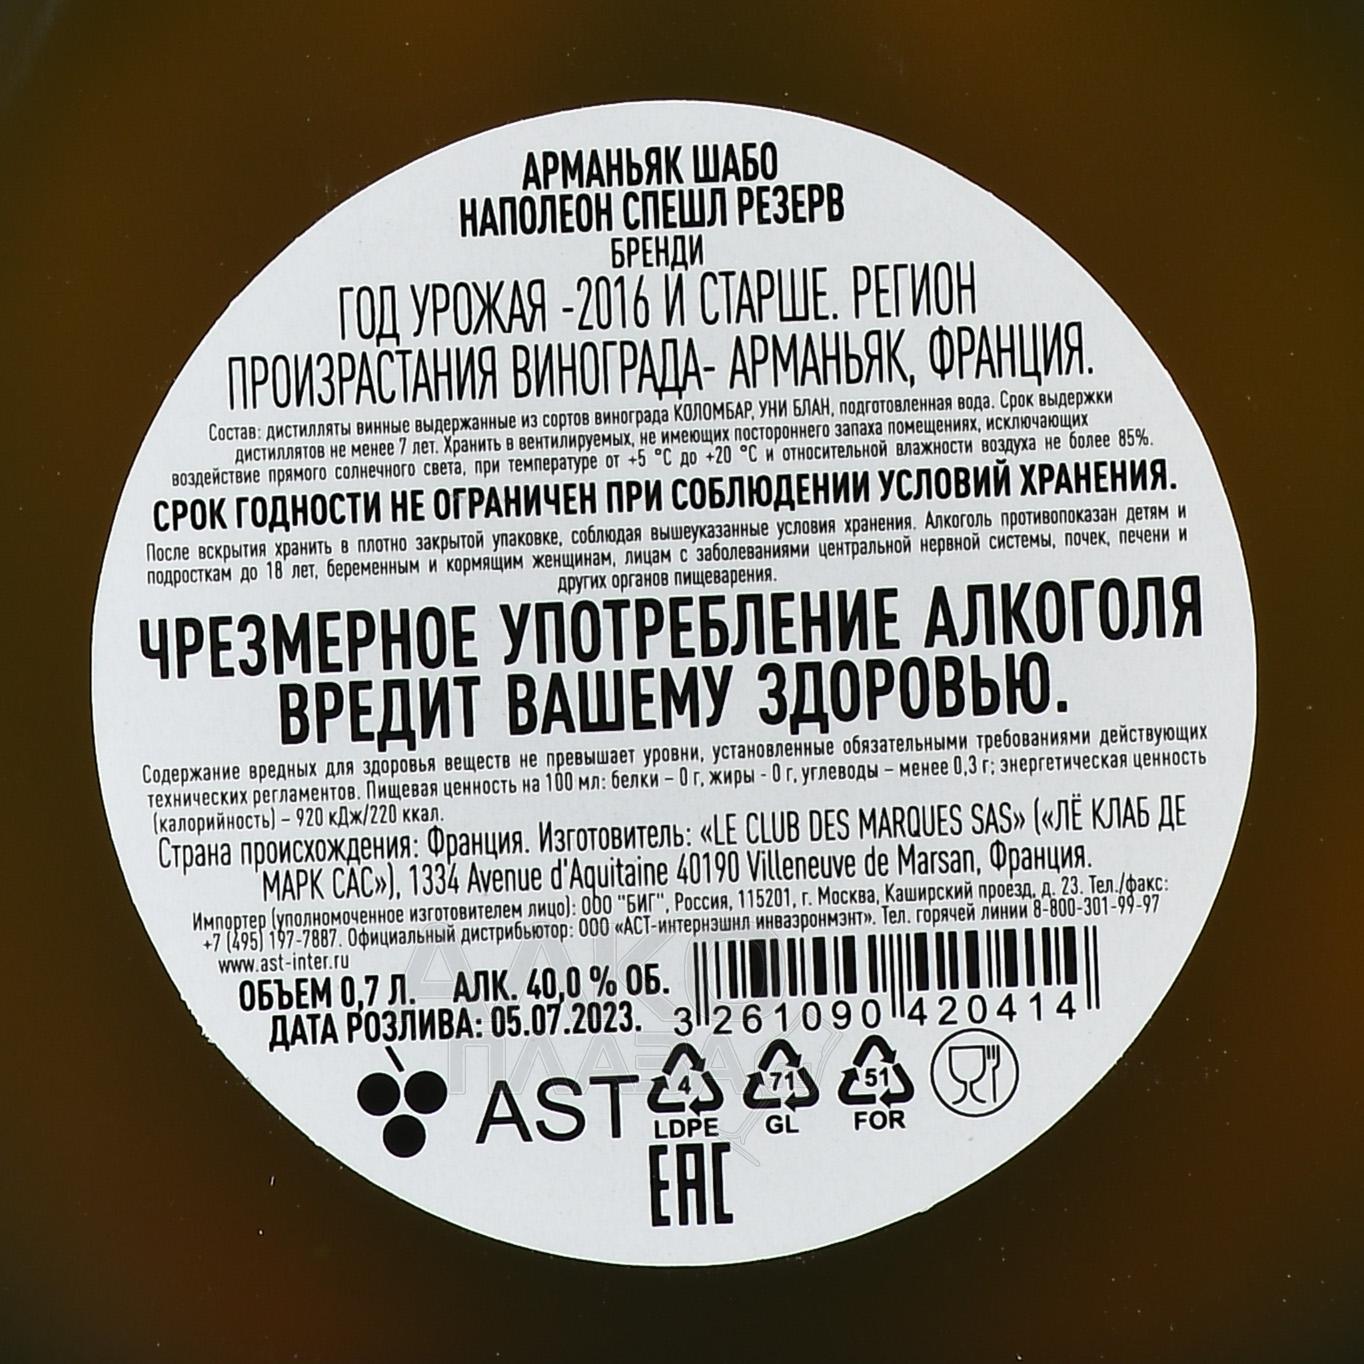 АРМАНЬЯК ШАБО
НАПОЛЕОН СПЕШЛ РЕЗЕРВ
БРЕНДИ
ГОД УРОЖАЯ -2016 И СТАРШЕ. РЕГИОН
ПРОИЗРАСТАНИЯ ВИНОГРАДА- АРМАНЬЯК, ФРАНЦИЯ.
Состав: дистилляты винные выдержанные из сортов винограда КОЛОМБАР, УНИ БЛАН, подготовленная вода. Срок выдержки
дистиллятов не менее 7 лет. Хранить в вентилируемых, не имеющих постороннего запаха помещениях, исключающих
воздействие прямого солнечного света, при температуре от +5 °С до +20 °С и относительной влажности воздуха не более 85%.
СРОК ГОДНОСТИ НЕ ОГРАНИЧЕН ПРИ СОБЛЮДЕНИИ УСЛОВИЙ ХРАНЕНИЯ.
После вскрытия хранить в плотно закрытой упаковке, соблюдая вышеуказанные условия хранения. Алкоголь противопоказан детям и
подросткам до 18 лет, беременным и кормящим женщинам, лицам с заболеваниями центральной нервной системы, почек, печени и
других органов пищеварения.
ЧРЕЗМЕРНОЕ УПОТРЕБЛЕНИЕ АЛКОГОЛЯ
ВРЕДИТ ВАШЕМУ ЗДОРОВЬЮ.
Содержание вредных для здоровья веществ не превышает уровни, установленные обязательными требованиями действующих
технических регламентов. Пищевая ценность на 100 мл: белки – 0 г, жиры - 0 г, углеводы – менее 0,3 г; энергетическая ценность
(калорийность) – 920 кДж/220 ккал.
Страна происхождения: Франция. Изготовитель: «LE CLUB DES MARQUES SAS» («ЛЁ КЛАБ ДЕ
МАРК САС»), 1334 Avenue d'Aquitaine 40190 Villeneuve de Marsan, Франция.
Импортер (уполномоченное изготовителем лицо): ООО "БИГ", Россия, 115201, г. Москва, Каширский проезд, д. 23. Тел./факс:
+7 (495) 197-7887. Официальный дистрибьютор: ООО «АСТ-интернэшнл инваэронмэнт». Тел. горячей линии 8-800-301-99-97
www.ast-inter.ru
ОБЪЕМ 0,7 Л. АЛК. 40,0 % ОБ.
ДАТА РОЗЛИВА: 05.07.2023.
3 261090 420414
АЛКО
ПЛАЗА
AST
4 71 51
LDPE GL FOR
EAC